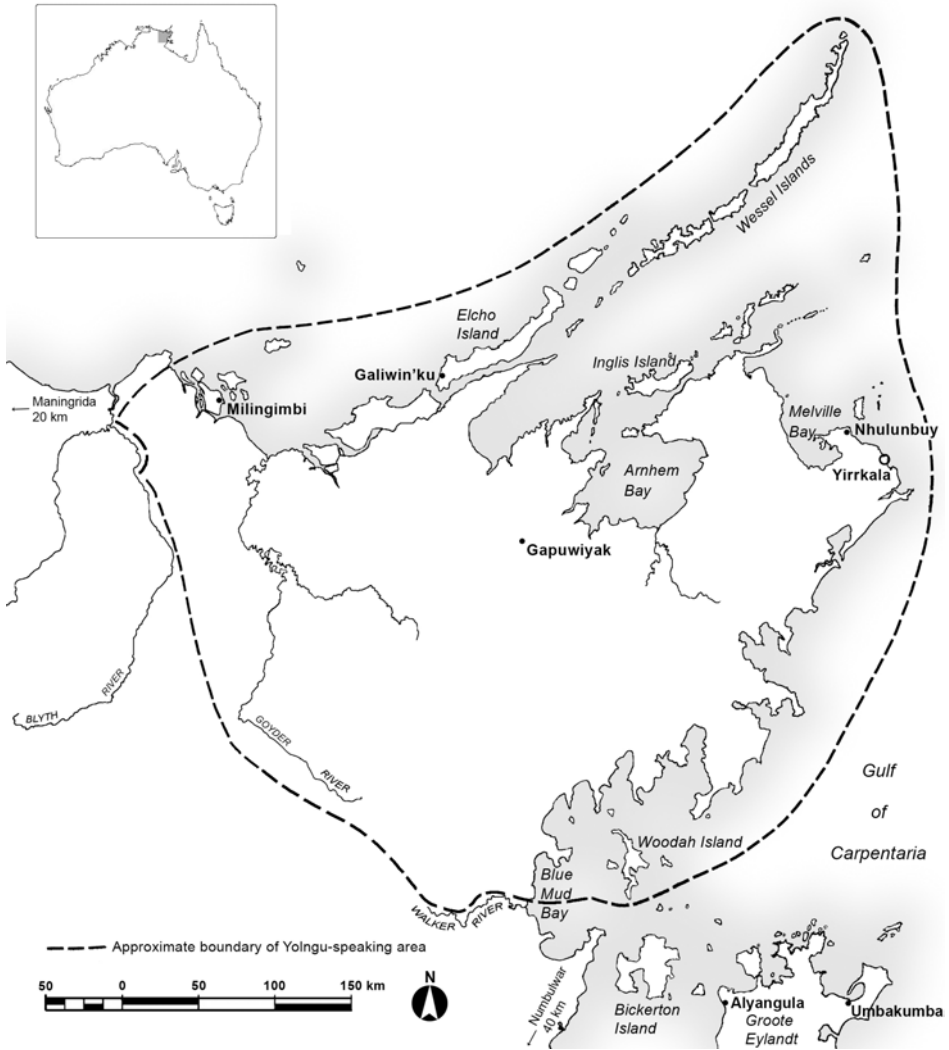 Wessel Islands
Elcho
Island
Inglis Island
Galiwin'ku
Maningrida
20 km
Milingimbi
Melville
Bay
Nhulunbuy
Yirrkala
Arnhem
Bay
Gapuwiyak
BLYTH
RIVER
GOYDER
RIVER
Gulf
of
Carpentaria
Woodah Island
Blue
Mud
Bay
WALKER
RIVER
Approximate boundary of Yolngu-speaking area
50 0 50 100 150 km
N
Numbulwar
40 km
Bickerton
Island
Alyangula
Groote
Eylandt
Umbakumba